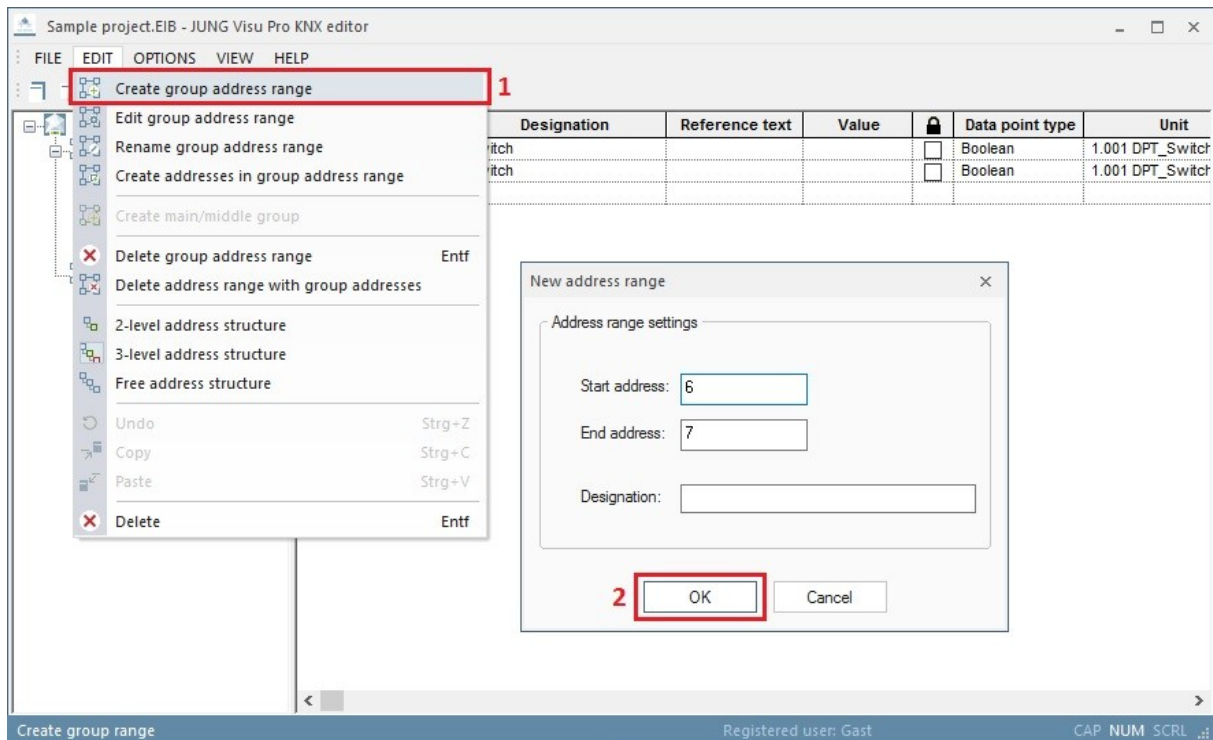 Sample project.EIB - JUNG Visu Pro KNX editor
FILE EDIT OPTIONS VIEW HELP
Create group address range
1
Edit group address range
Rename group address range
Create addresses in group address range
Create main/middle group
Delete group address range Entf
Delete address range with group addresses
2-level address structure
3-level address structure
Free address structure
Undo Strg+Z
Copy Strg+C
Paste Strg+V
Delete Entf
Designation Reference text Value Data point type Unit
itch Boolean 1.001 DPT_Switch
itch Boolean 1.001 DPT_Switch
New address range
Address range settings
Start address: 6
End address: 7
Designation:
2 OK Cancel
Create group range Registered user: Gast CAP NUM SCRL